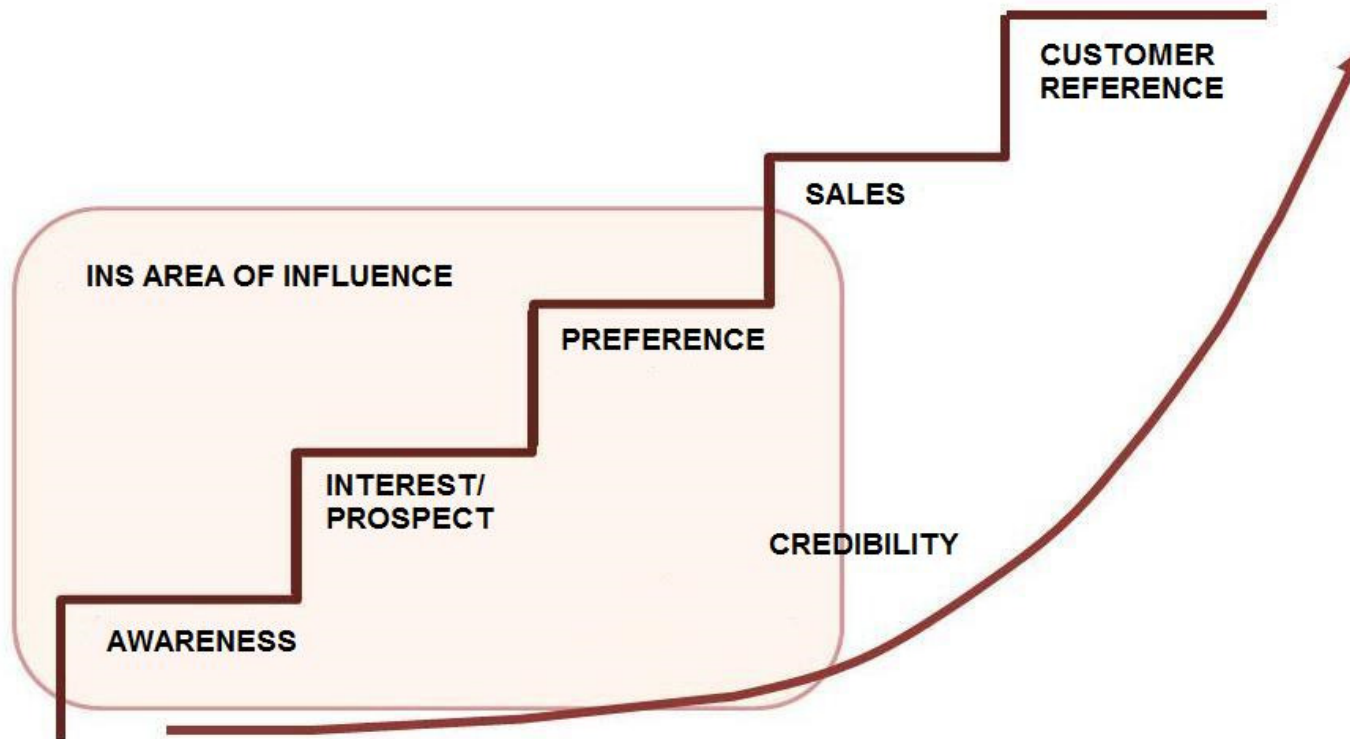 CUSTOMER
REFERENCE
SALES
INS AREA OF INFLUENCE
PREFERENCE
INTEREST/
PROSPECT
CREDIBILITY
AWARENESS